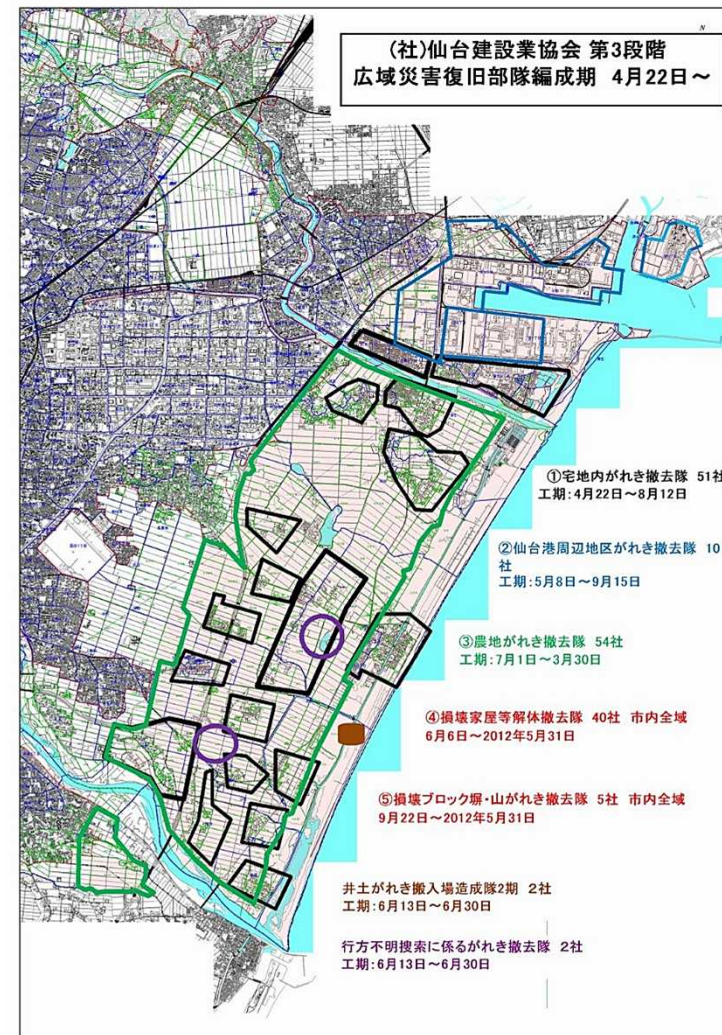 N
(社)仙台建設業協会 第3段階
広域災害復旧部隊編成期 4月22日～
①宅地内がれき撤去隊 51社
工期:4月22日～8月12日
②仙台港周辺地区がれき撤去隊 10
社
工期:5月8日～9月15日
③農地がれき撤去隊 54社
工期:7月1日～3月30日
④損壊家屋等解体撤去隊 40社 市内全域
6月6日～2012年5月31日
⑤損壊ブロック塀・山がれき撤去隊 5社 市内全域
9月22日～2012年5月31日
井土がれき搬入場造成隊2期 2社
工期:6月13日～6月30日
行方不明捜索に係るがれき撤去隊 2社
工期:6月13日～6月30日